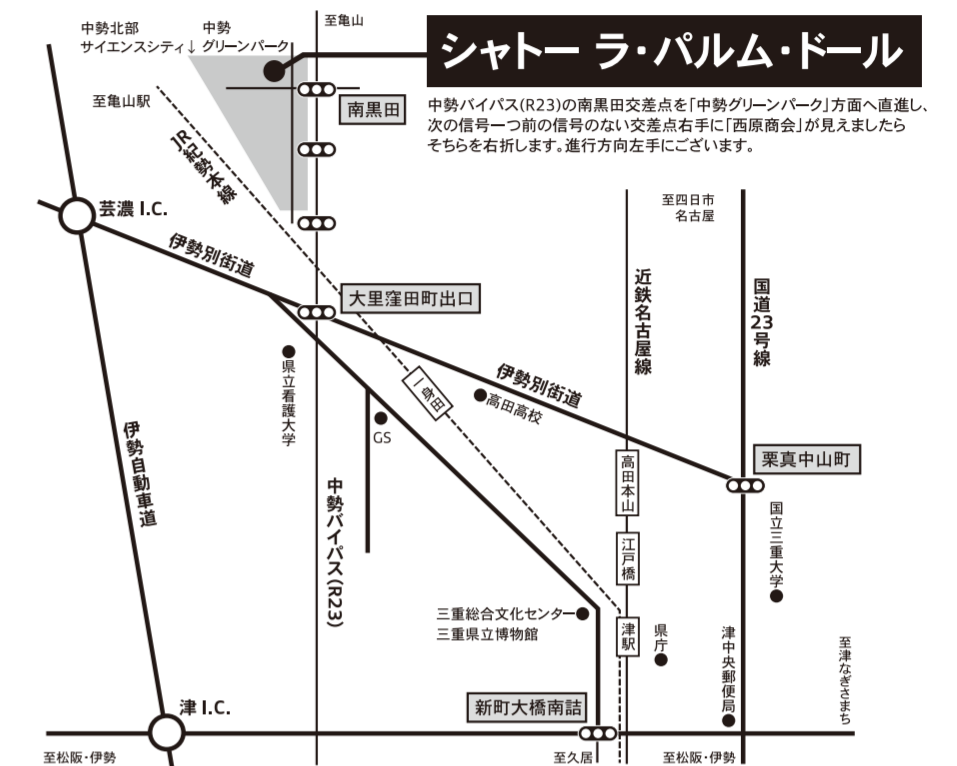 中勢北部
サイエンスシティ↓
中勢
グリーンパーク
至亀山
シャトー ラ・パルム・ドール
中勢バイパス(R23)の南黒田交差点を「中勢グリーンパーク」方面へ直進し、
次の信号一つ前の信号のない交差点右手に「西原商会」が見えましたら
そちらを右折します。進行方向左手にございます。
至亀山駅
南黒田
JR紀勢本線
芸濃 I.C.
伊勢別街道
至四日市
名古屋
近鉄名古屋線
国道23号線
大里窪田町出口
県立看護大学
一身田
伊勢別街道
高田高校
GS
伊勢自動車道
中勢バイパス(R23)
高田本山
栗真中山町
国立三重大学
江戸橋
三重総合文化センター
三重県立博物館
津駅
県庁
津中央郵便局
至津なぎさまち
津 I.C.
新町大橋南詰
至松阪・伊勢
至久居
至松阪・伊勢